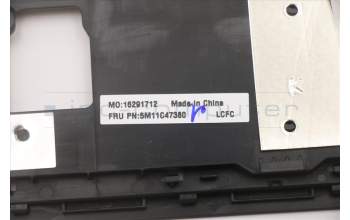 MO:16291712 Made in China
FRU PN:5M11C47380 LCFC